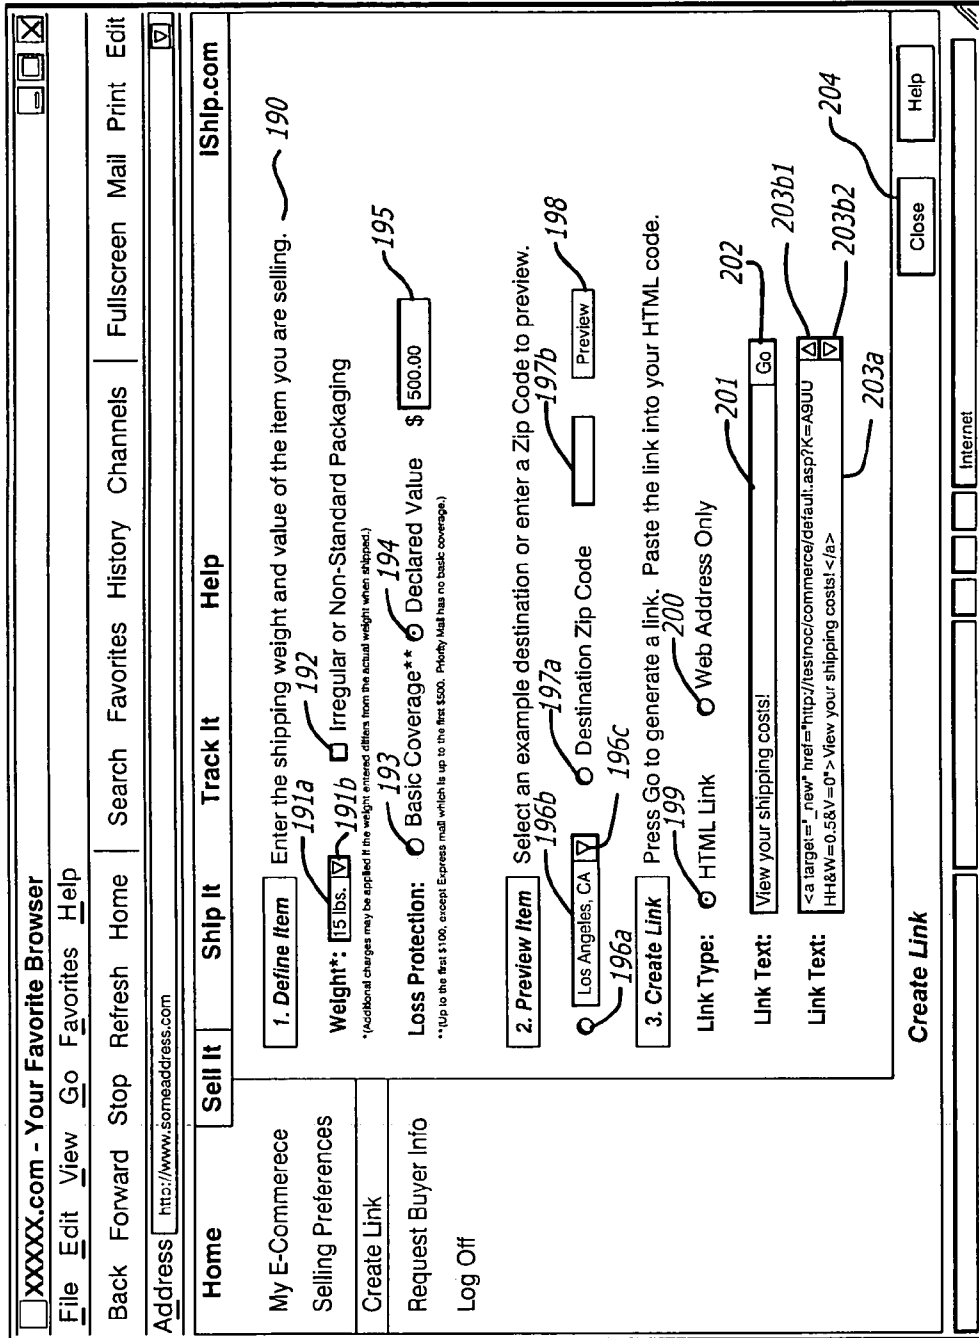 XXXXX.com - Your Favorite Browser
File Edit View Go Favorites Help
Back Forward Stop Refresh Home Search Favorites History Channels Fullscreen Mail Print Edit
Address http://www.someaddress.com
Home Sell It Ship It Track It Help IShIp.com
My E-Commerece
Selling Preferences
Create Link
Request Buyer Info
Log Off
1. Define Item Enter the shipping weight and value of the item you are selling. 190
191a 192
Weight*: 15 lbs. 191b Irregular or Non-Standard Packaging
*(Additional charges may be applied if the weight entered differs from the actual weight when shipped.)
193 194 195
Loss Protection: Basic Coverage** Declared Value $ 500.00
**(Up to the first $100, except Express mail which is up to the first $500. Priority Mail has no basic coverage.)
2. Preview Item Select an example destination or enter a Zip Code to preview.
196b 197a 197b 198
Los Angeles, CA Destination Zip Code Preview
196a 196c
3. Create Link Press Go to generate a link. Paste the link into your HTML code.
199 200
Link Type: HTML Link Web Address Only
201 202
Link Text: View your shipping costs! Go
203b1
Link Text: <a target="_new" href="http://testnoc/commerce/default.asp?K=A9UU
HH&W=0.5&V=0"> View your shipping costs! </a>
203b2
203a
204
Create Link Close Help
Internet